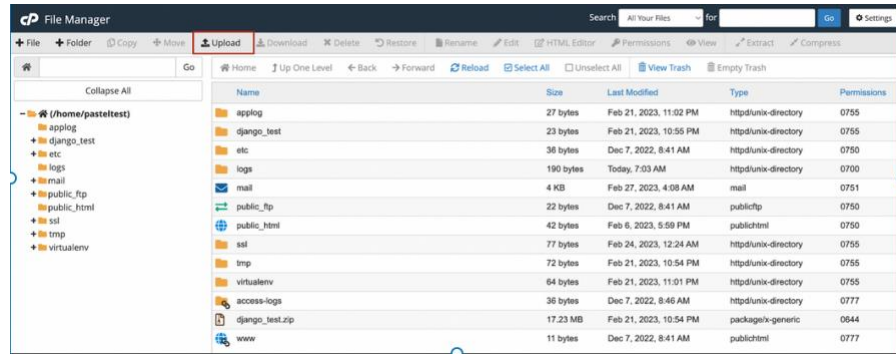 cP File Manager Search All Your Files for Go Settings
+ File + Folder Copy Move Upload Download Delete Restore Rename Edit HTML Editor Permissions View Extract Compress
Go Home Up One Level Back Forward Reload Select All Unselect All View Trash Empty Trash
Collapse All
(/home/pasteltest)
applog
django_test
etc
logs
mail
public_ftp
public_html
ssl
tmp
virtualenv
Name Size Last Modified Type Permissions
applog 27 bytes Feb 21, 2023, 11:02 PM httpd/unix-directory 0755
django_test 23 bytes Feb 21, 2023, 10:55 PM httpd/unix-directory 0755
etc 36 bytes Dec 7, 2022, 8:41 AM httpd/unix-directory 0750
logs 190 bytes Today, 7:03 AM httpd/unix-directory 0700
mail 4 KB Feb 27, 2023, 4:08 AM mail 0751
public_ftp 22 bytes Dec 7, 2022, 8:41 AM publicftp 0750
public_html 42 bytes Feb 6, 2023, 5:59 PM publichtml 0750
ssl 77 bytes Feb 24, 2023, 12:24 AM httpd/unix-directory 0755
tmp 72 bytes Feb 21, 2023, 10:54 PM httpd/unix-directory 0755
virtualenv 64 bytes Feb 21, 2023, 11:01 PM httpd/unix-directory 0755
access-logs 36 bytes Dec 7, 2022, 8:46 AM httpd/unix-directory 0777
django_test.zip 17.23 MB Feb 21, 2023, 10:54 PM package/x-generic 0644
www 11 bytes Dec 7, 2022, 8:41 AM publichtml 0777